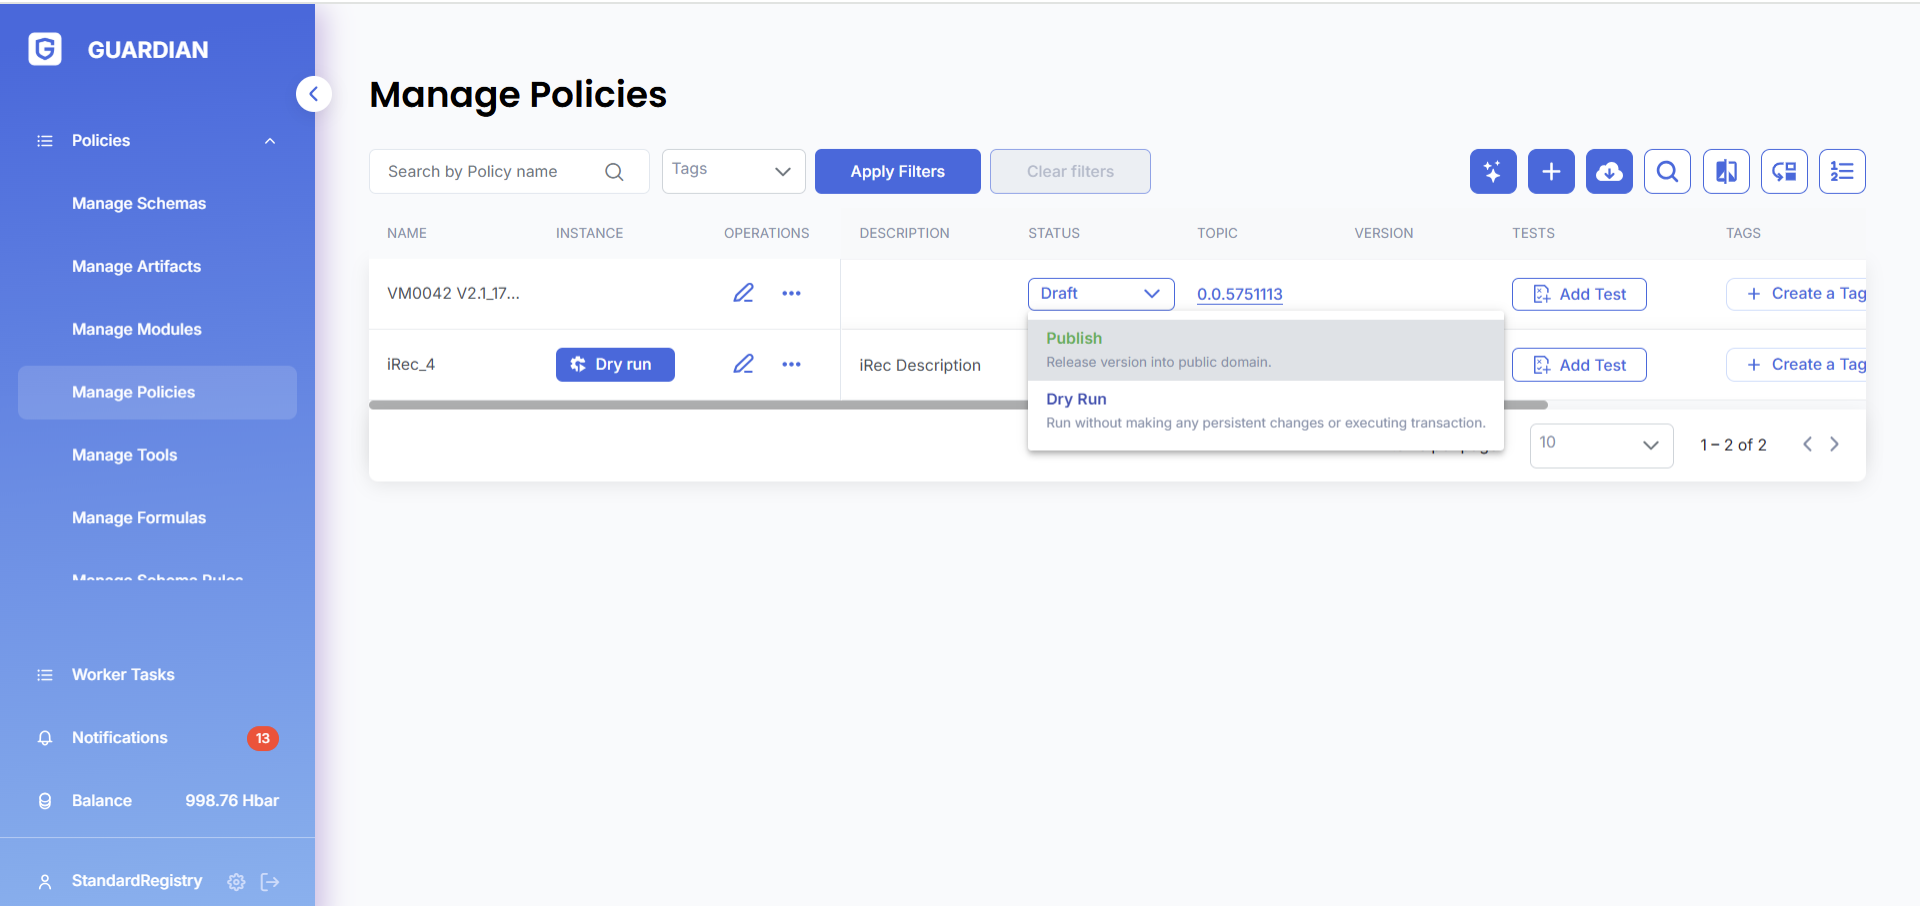 GUARDIAN
Policies
Manage Schemas
Manage Artifacts
Manage Modules
Manage Policies
Manage Tools
Manage Formulas
Manage Schema Rules
Worker Tasks
Notifications 13
Balance 998.76 Hbar
StandardRegistry
Manage Policies
Search by Policy name
Tags
Apply Filters
Clear filters
NAME INSTANCE OPERATIONS DESCRIPTION STATUS TOPIC VERSION TESTS TAGS
VM0042 V2.1_17... Draft 0.0.5751113 Add Test Create a Tag
Publish
Release version into public domain.
iRec_4 Dry run iRec Description Add Test Create a Tag
Dry Run
Run without making any persistent changes or executing transaction.
10 1 – 2 of 2